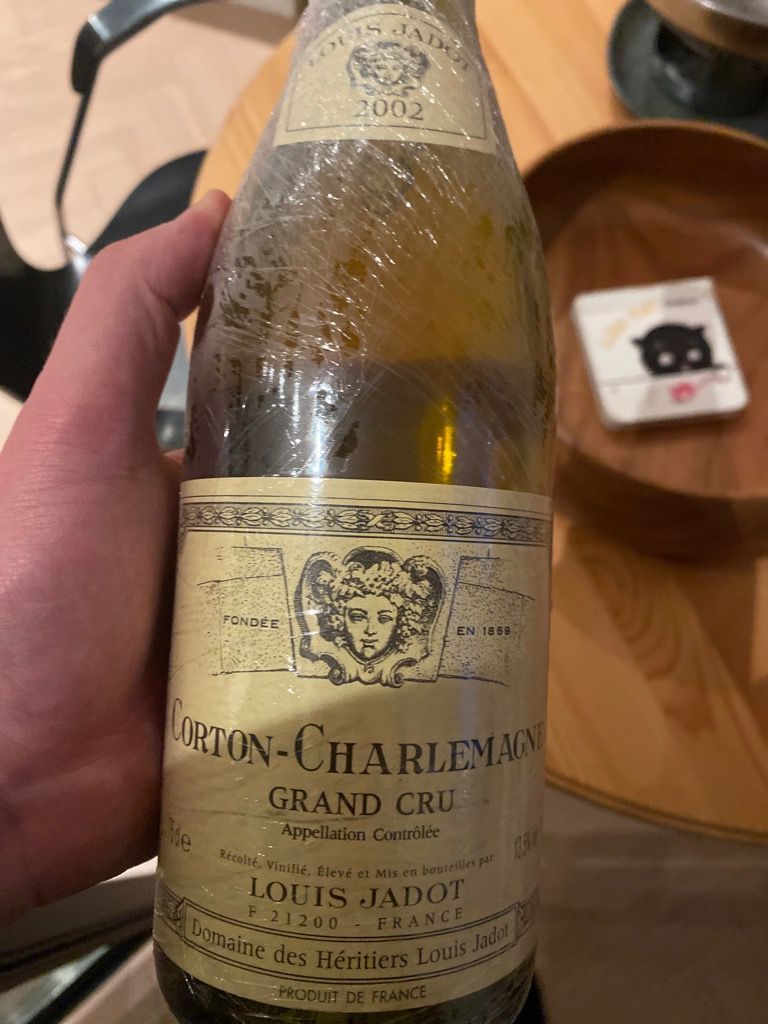 LOUIS JADOT
2002
FONDÉE EN 1859
CORTON-CHARLEMAGNE
GRAND CRU
Appellation Contrôlée
Récolté, Vinifié, Élevé et Mis en bouteilles par
LOUIS JADOT
F 21200 - FRANCE
Domaine des Héritiers Louis Jadot
PRODUIT DE FRANCE